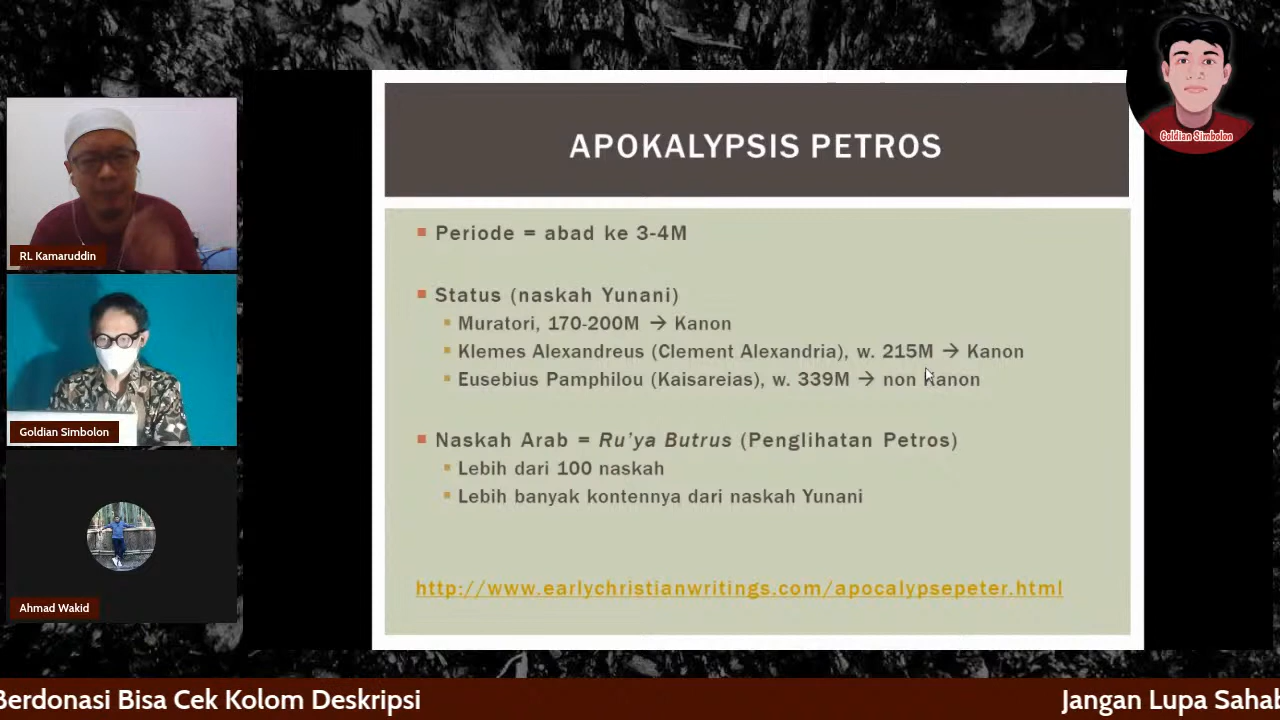 Goldian Simbolon
RL Kamaruddin
Goldian Simbolon
Ahmad Wakid
APOKALYPSIS PETROS
Periode = abad ke 3-4M
Status (naskah Yunani)
Muratori, 170-200M → Kanon
Klemes Alexandreus (Clement Alexandria), w. 215M → Kanon
Eusebius Pamphilou (Kaisareias), w. 339M → non Kanon
Naskah Arab = Ru'ya Butrus (Penglihatan Petros)
Lebih dari 100 naskah
Lebih banyak kontennya dari naskah Yunani
http://www.earlychristianwritings.com/apocalypsepeter.html
Berdonasi Bisa Cek Kolom Deskripsi
Jangan Lupa Sahab